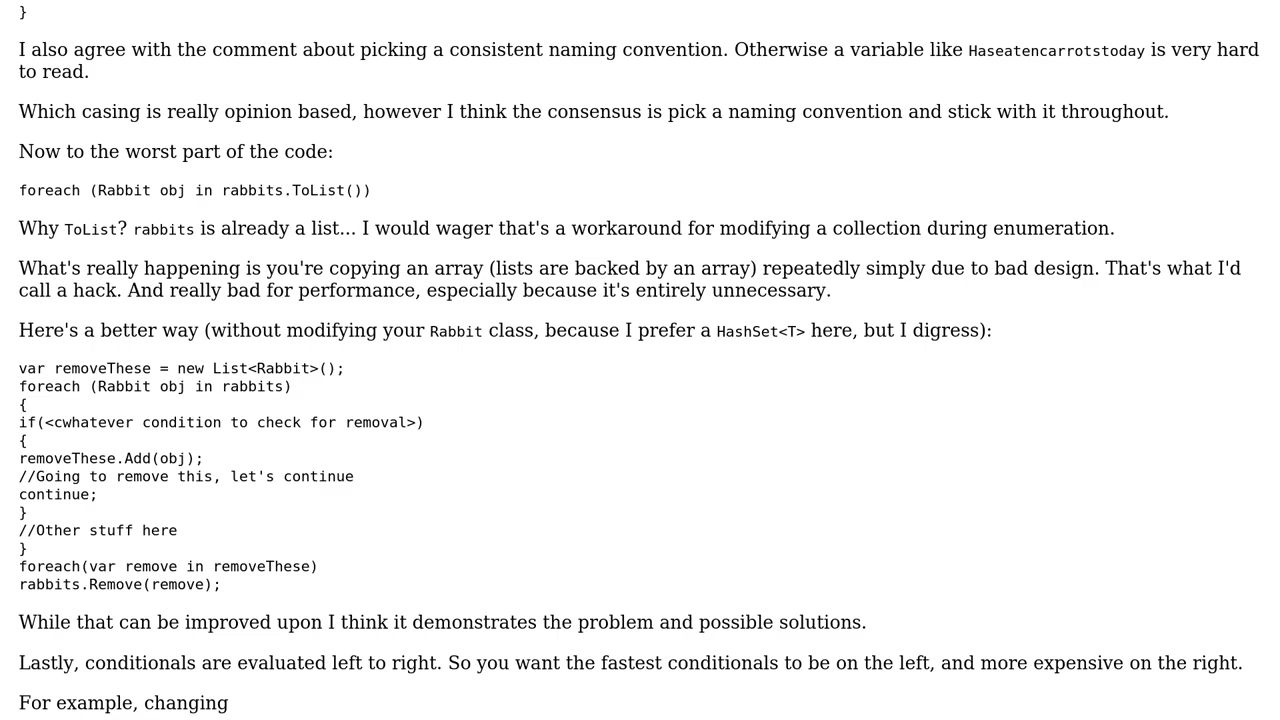 }
I also agree with the comment about picking a consistent naming convention. Otherwise a variable like Haseatencarrotstoday is very hard
to read.
Which casing is really opinion based, however I think the consensus is pick a naming convention and stick with it throughout.
Now to the worst part of the code:
foreach (Rabbit obj in rabbits.ToList())
Why ToList? rabbits is already a list... I would wager that's a workaround for modifying a collection during enumeration.
What's really happening is you're copying an array (lists are backed by an array) repeatedly simply due to bad design. That's what I'd
call a hack. And really bad for performance, especially because it's entirely unnecessary.
Here's a better way (without modifying your Rabbit class, because I prefer a HashSet<T> here, but I digress):
var removeThese = new List<Rabbit>();
foreach (Rabbit obj in rabbits)
{
if(<cwhatever condition to check for removal>)
{
removeThese.Add(obj);
//Going to remove this, let's continue
continue;
}
//Other stuff here
}
foreach(var remove in removeThese)
rabbits.Remove(remove);
While that can be improved upon I think it demonstrates the problem and possible solutions.
Lastly, conditionals are evaluated left to right. So you want the fastest conditionals to be on the left, and more expensive on the right.
For example, changing